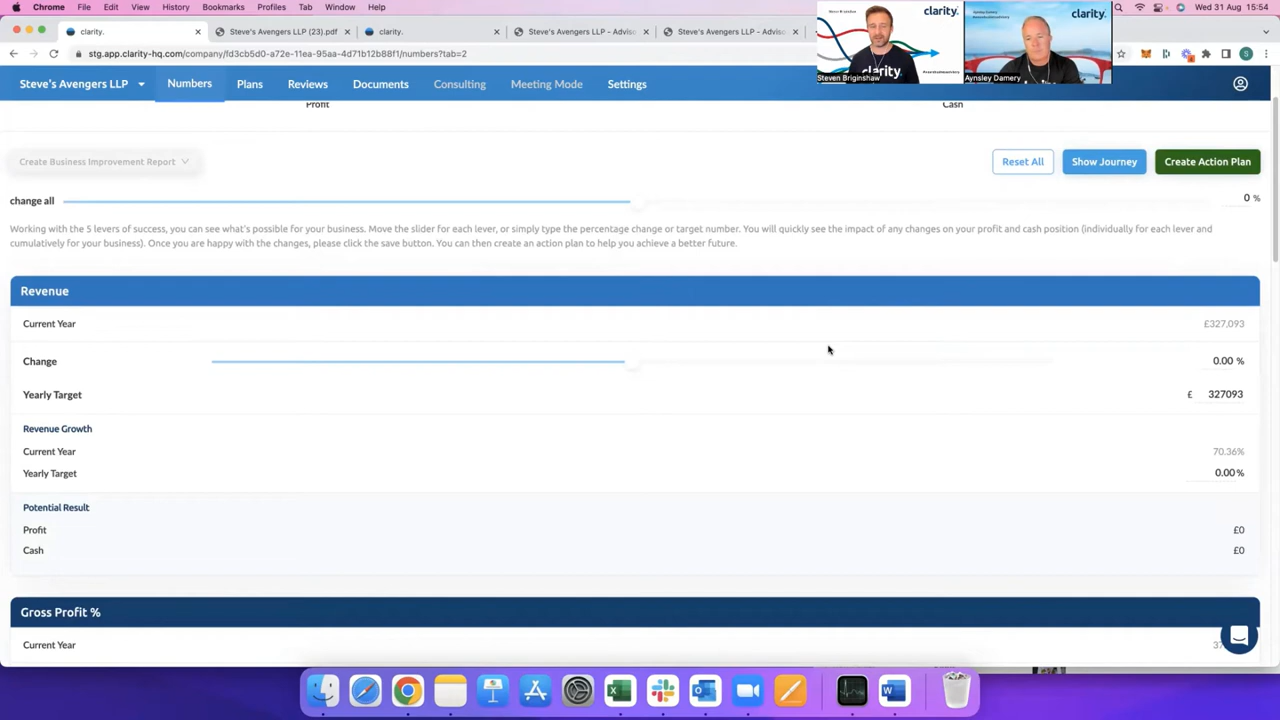 Chrome File Edit View History Bookmarks Profiles Tab Window Help
Wed 31 Aug 15:54
clarity.
Steve's Avengers LLP (23).pdf
clarity.
Steve's Avengers LLP - Adviso
Steve's Avengers LLP - Adviso
stg.app.clarity-hq.com/company/fd3cb5d0-a72e-11ea-95aa-4d71b12b88f1/numbers?tab=2
clarity.
clarity.
Steven Briginshaw
clarity.
Aynsley Damery
Steve's Avengers LLP Numbers Plans Reviews Documents Consulting Meeting Mode Settings
Profit
Cash
Create Business Improvement Report
Reset All
Show Journey
Create Action Plan
change all
0 %
Working with the 5 levers of success, you can see what's possible for your business. Move the slider for each lever, or simply type the percentage change or target number. You will quickly see the impact of any changes on your profit and cash position (individually for each lever and
cumulatively for your business). Once you are happy with the changes, please click the save button. You can then create an action plan to help you achieve a better future.
Revenue
Current Year £327,093
Change 0.00 %
Yearly Target £ 327093
Revenue Growth
Current Year 70.36%
Yearly Target 0.00 %
Potential Result
Profit £0
Cash £0
Gross Profit %
Current Year